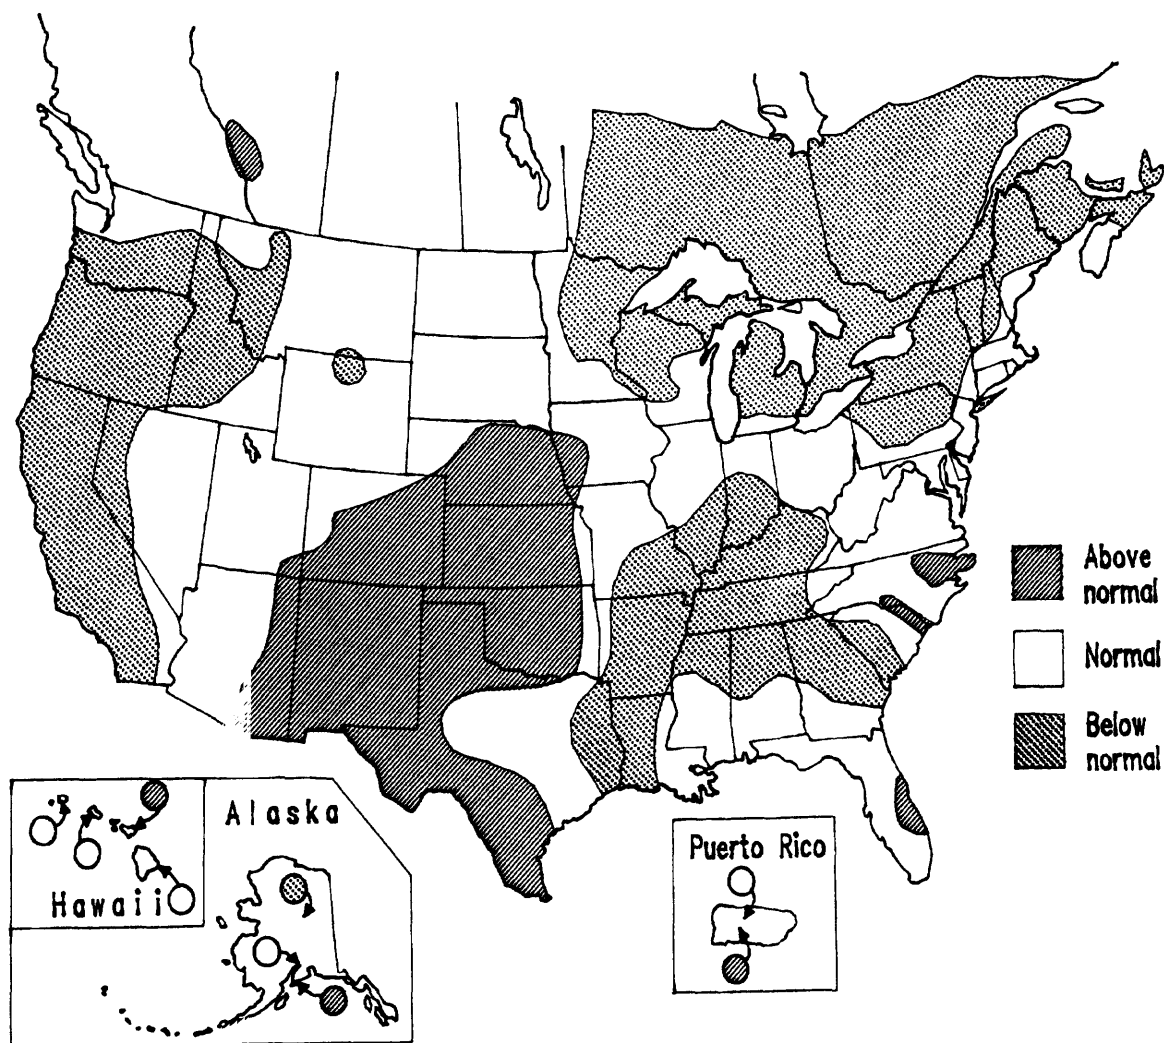 Above
normal
Normal
Below
normal
Alaska
Hawaii
Puerto Rico